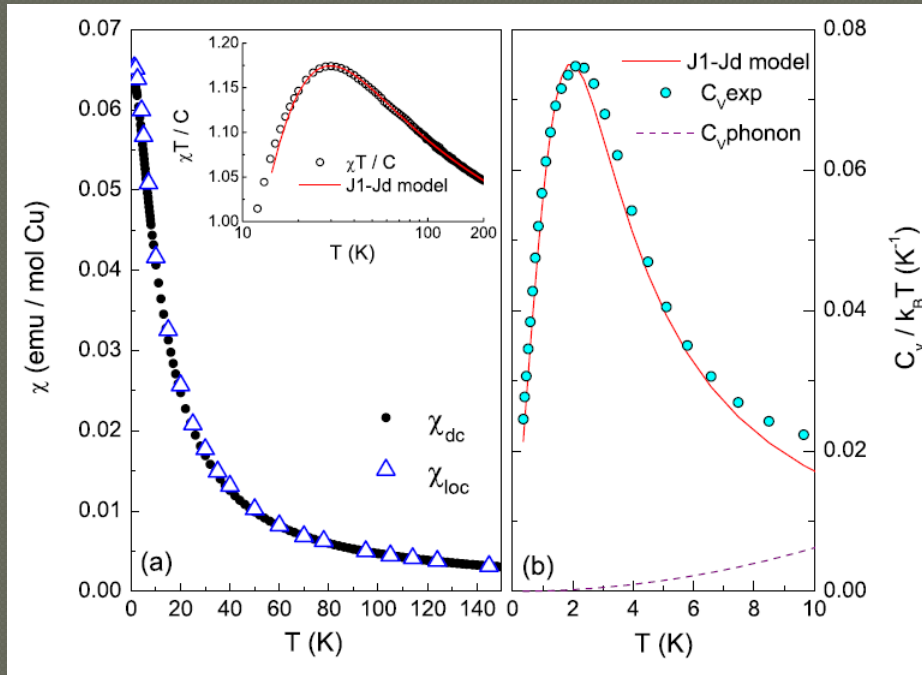 0.07
0.06
0.05
0.04
0.03
0.02
0.01
0.00
χ (emu / mol Cu)
0
20
40
60
80
100
120
140
T (K)
(a)
χdc
χloc
1.20
1.15
1.10
1.05
1.00
χT / C
10
100
200
T (K)
χT / C
J1-Jd model
(b)
J1-Jd model
CVexp
CVphonon
0
2
4
6
8
10
T (K)
0.08
0.06
0.04
0.02
0.00
Cv / kBT (K-1)